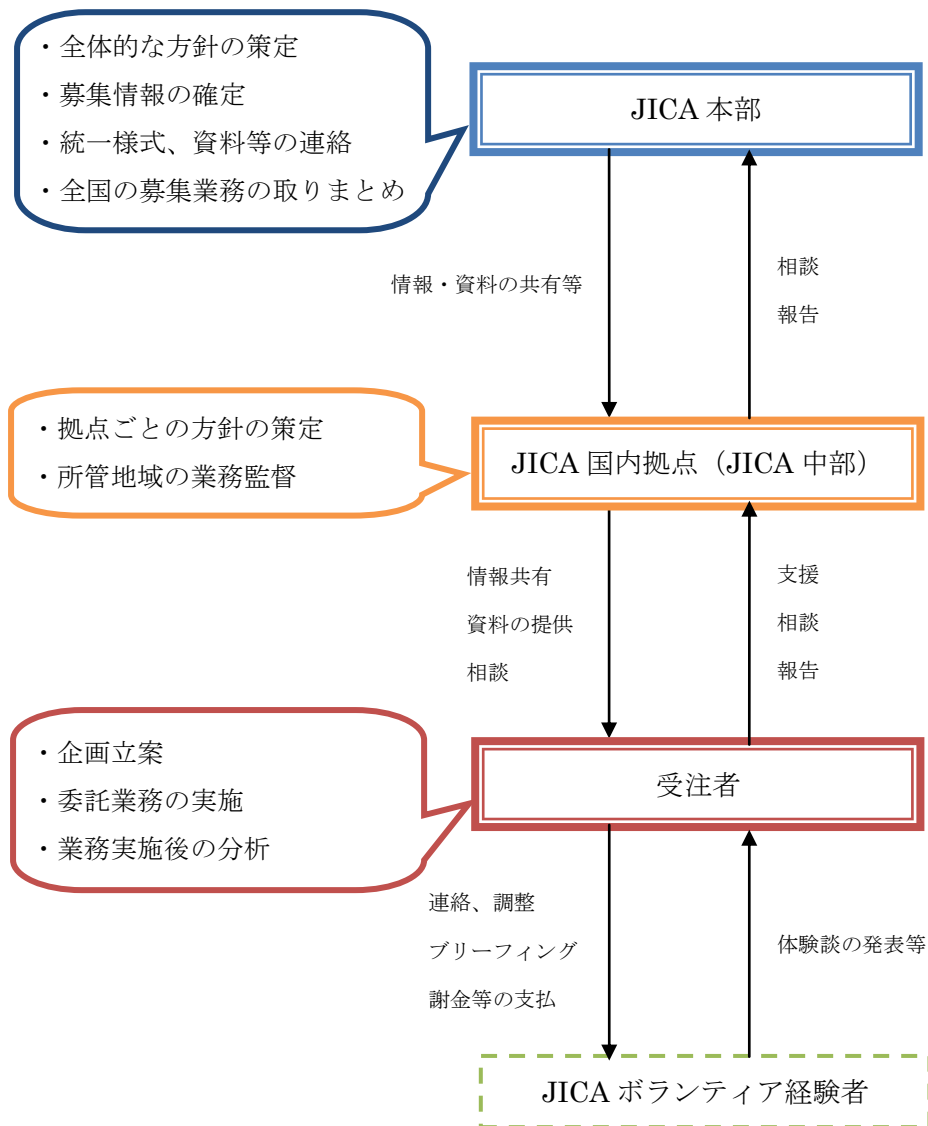 ・全体的な方針の策定
・募集情報の確定
・統一様式、資料等の連絡
・全国の募集業務の取りまとめ
JICA 本部
情報・資料の共有等
相談
報告
・拠点ごとの方針の策定
・所管地域の業務監督
JICA 国内拠点（JICA 中部）
情報共有
資料の提供
相談
支援
相談
報告
・企画立案
・委託業務の実施
・業務実施後の分析
受注者
連絡、調整
ブリーフィング
謝金等の支払
体験談の発表等
JICA ボランティア経験者